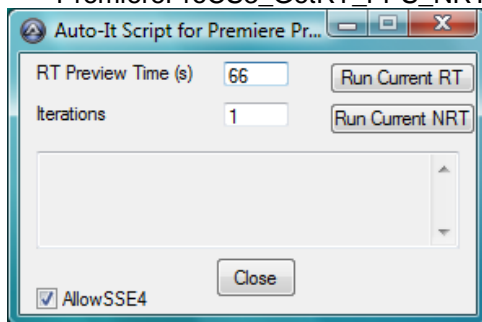 PremiereProCS3_GetRT_FPS_NRT
Auto-It Script for Premiere Pr...
RT Preview Time (s) 66 Run Current RT
Iterations 1 Run Current NRT
Close
AllowSSE4